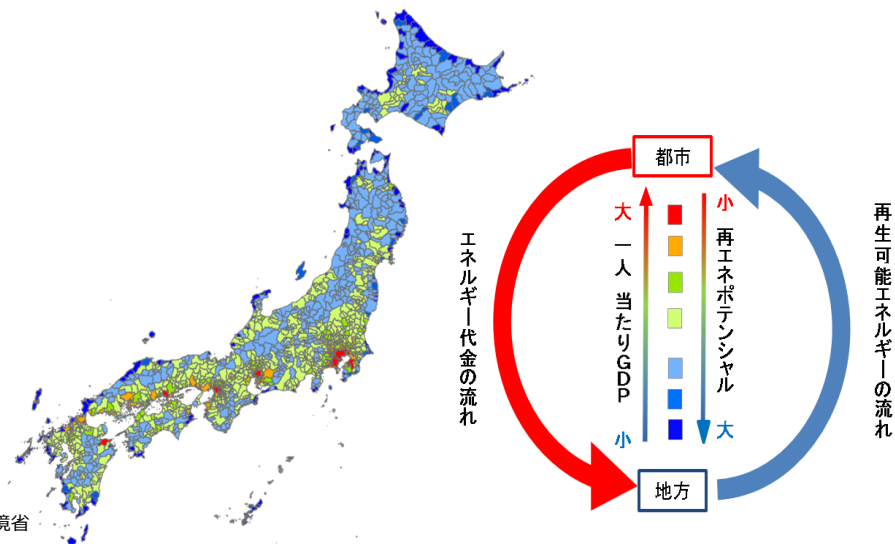 都市
大 一人 当たりGDP 小
小 再エネポテンシャル 大
エネルギー代金の流れ
再生可能エネルギーの流れ
地方
境省